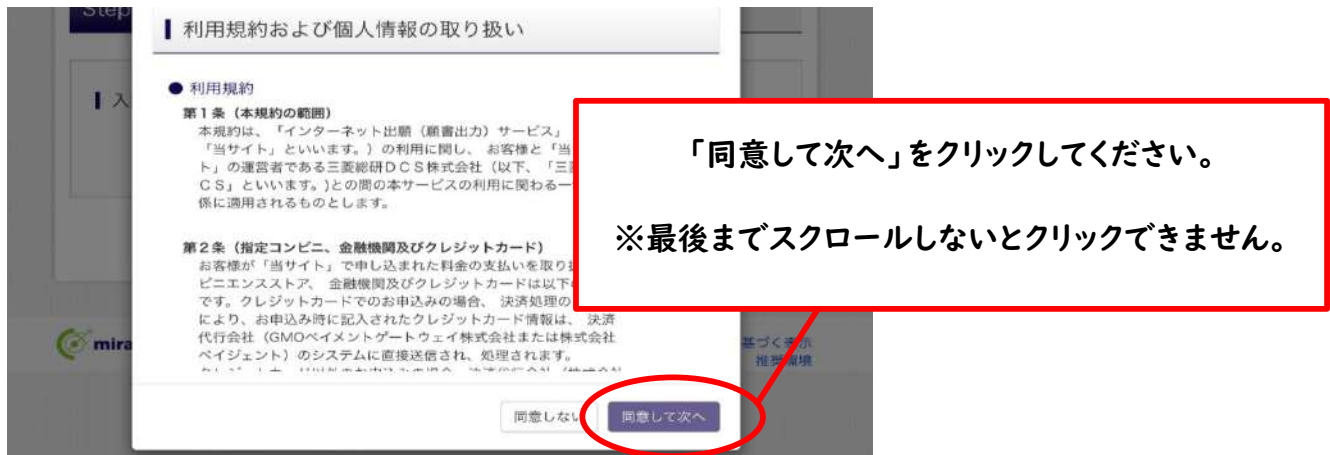 Step
利用規約および個人情報の取り扱い
入
● 利用規約
第1条（本規約の範囲）
本規約は、「インターネット出願（願書出力）サービス」
「当サイト」といいます。）の利用に関し、お客様と「当
ト」の運営者である三菱総研DCS株式会社（以下、「三
CS」といいます。)との間の本サービスの利用に関わる一
係に適用されるものとします。
第2条（指定コンビニ、金融機関及びクレジットカード）
お客様が「当サイト」で申し込まれた料金の支払いを取り
ビニエンスストア、 金融機関及びクレジットカードは以下
です。クレジットカードでのお申込みの場合、 決済処理の
により、お申込み時に記入されたクレジットカード情報は、 決済
代行会社（GMOペイメントゲートウェイ株式会社または株式会社
ペイジェント）のシステムに直接送信され、処理されます。
「同意して次へ」をクリックしてください。
※最後までスクロールしないとクリックできません。
mira
基づく表示
推奨環境
同意しない
同意して次へ